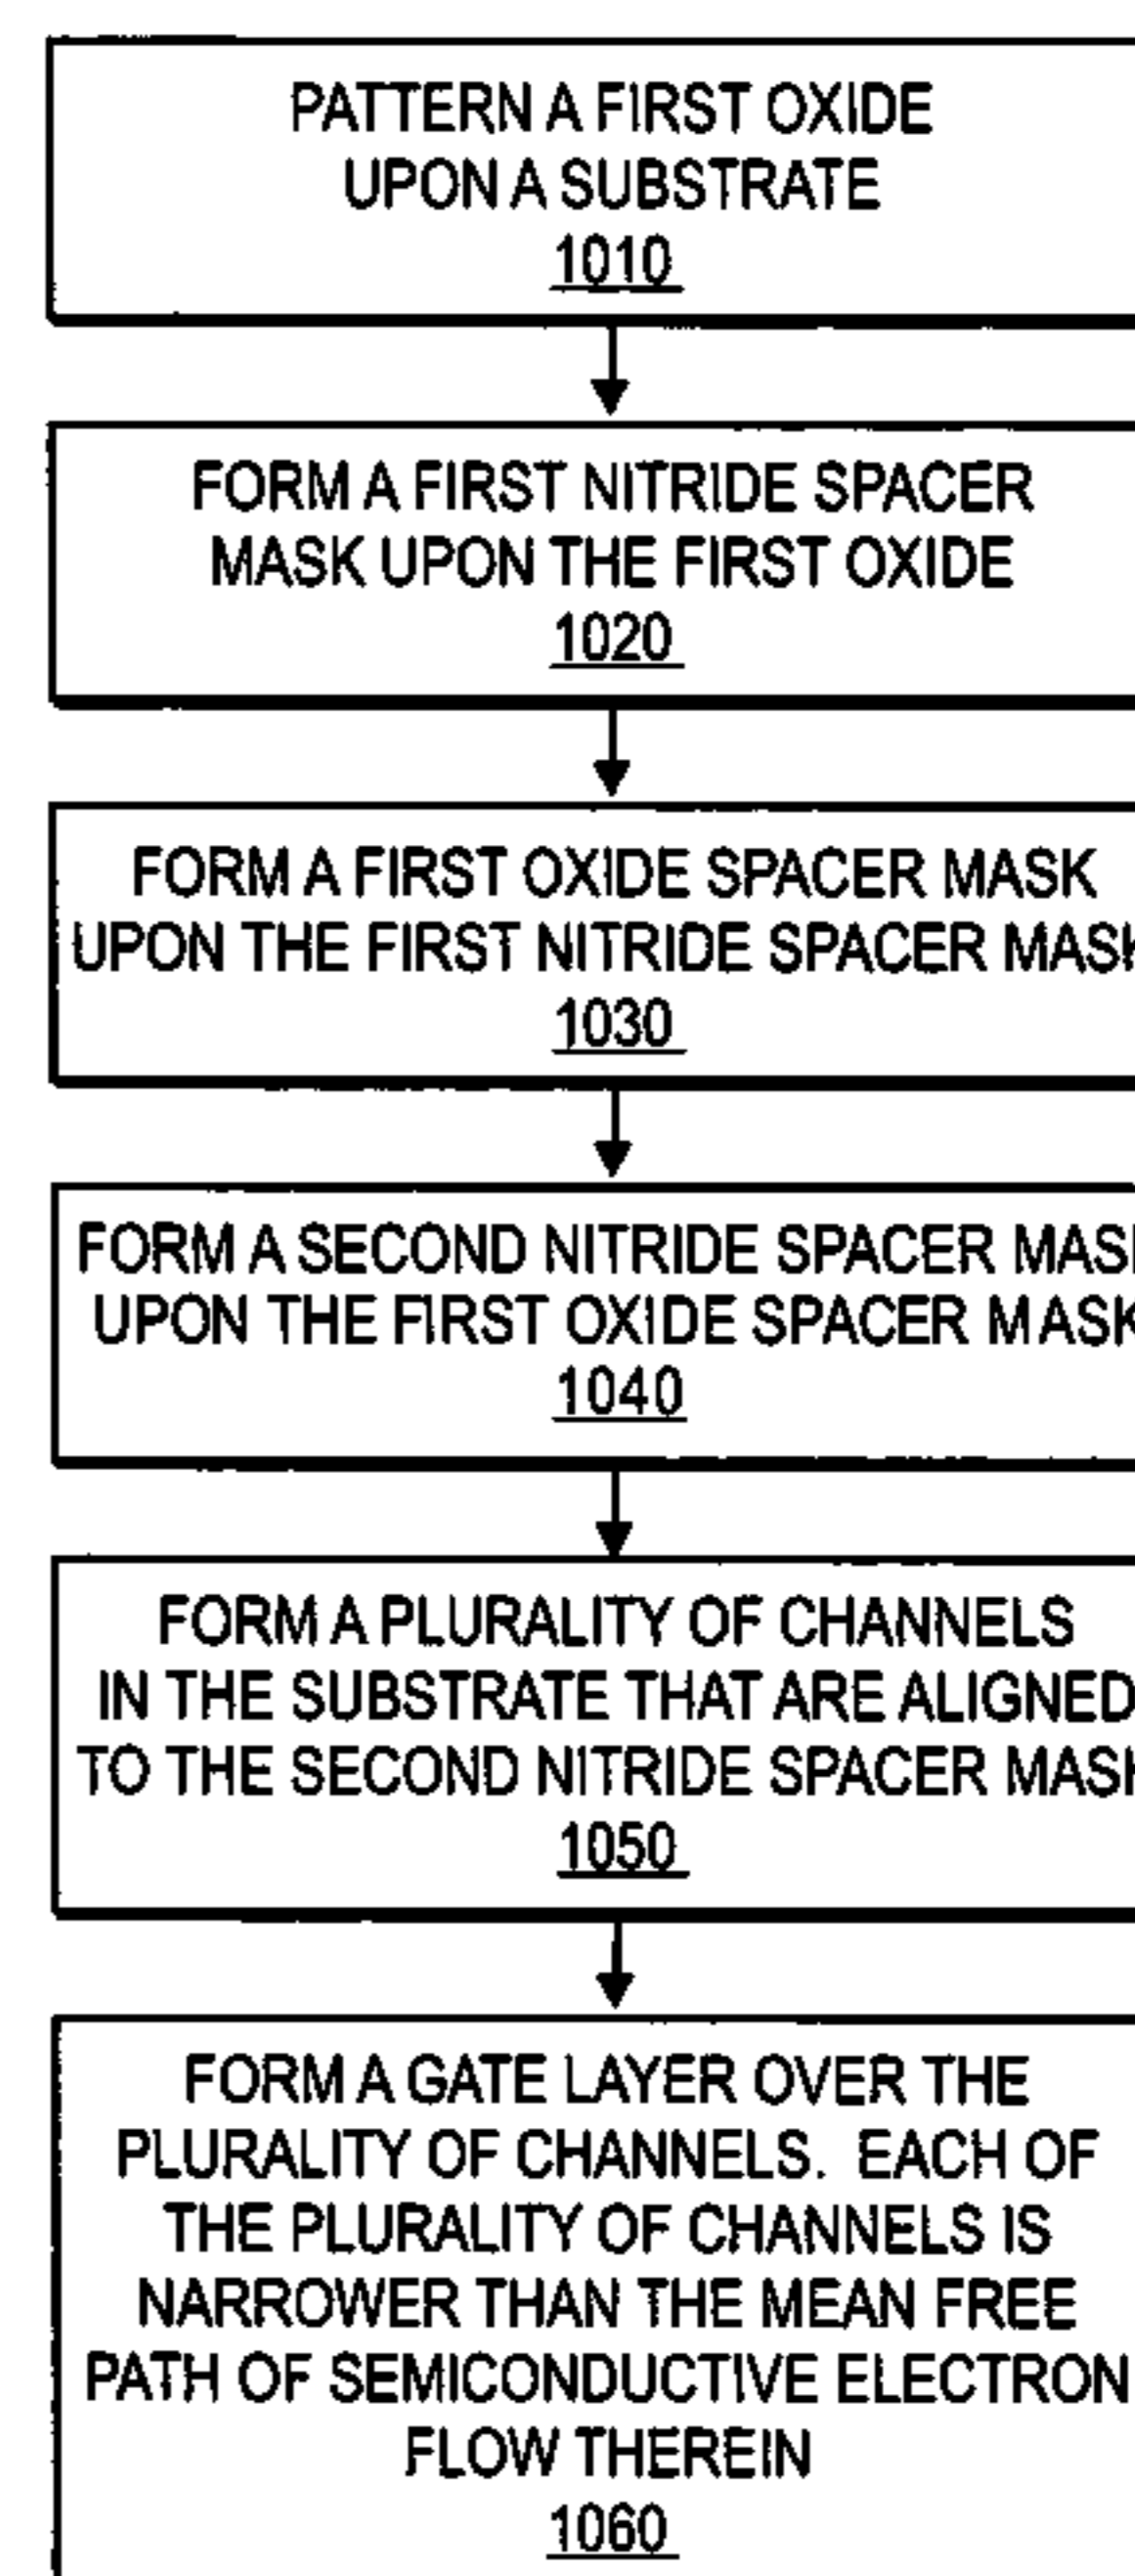 PATTERN A FIRST OXIDE
UPON A SUBSTRATE
1010
FORM A FIRST NITRIDE SPACER
MASK UPON THE FIRST OXIDE
1020
FORM A FIRST OXIDE SPACER MASK
UPON THE FIRST NITRIDE SPACER MASK
1030
FORM A SECOND NITRIDE SPACER MASK
UPON THE FIRST OXIDE SPACER MASK
1040
FORM A PLURALITY OF CHANNELS
IN THE SUBSTRATE THAT ARE ALIGNED
TO THE SECOND NITRIDE SPACER MASK
1050
FORM A GATE LAYER OVER THE
PLURALITY OF CHANNELS. EACH OF
THE PLURALITY OF CHANNELS IS
NARROWER THAN THE MEAN FREE
PATH OF SEMICONDUCTIVE ELECTRON
FLOW THEREIN
1060